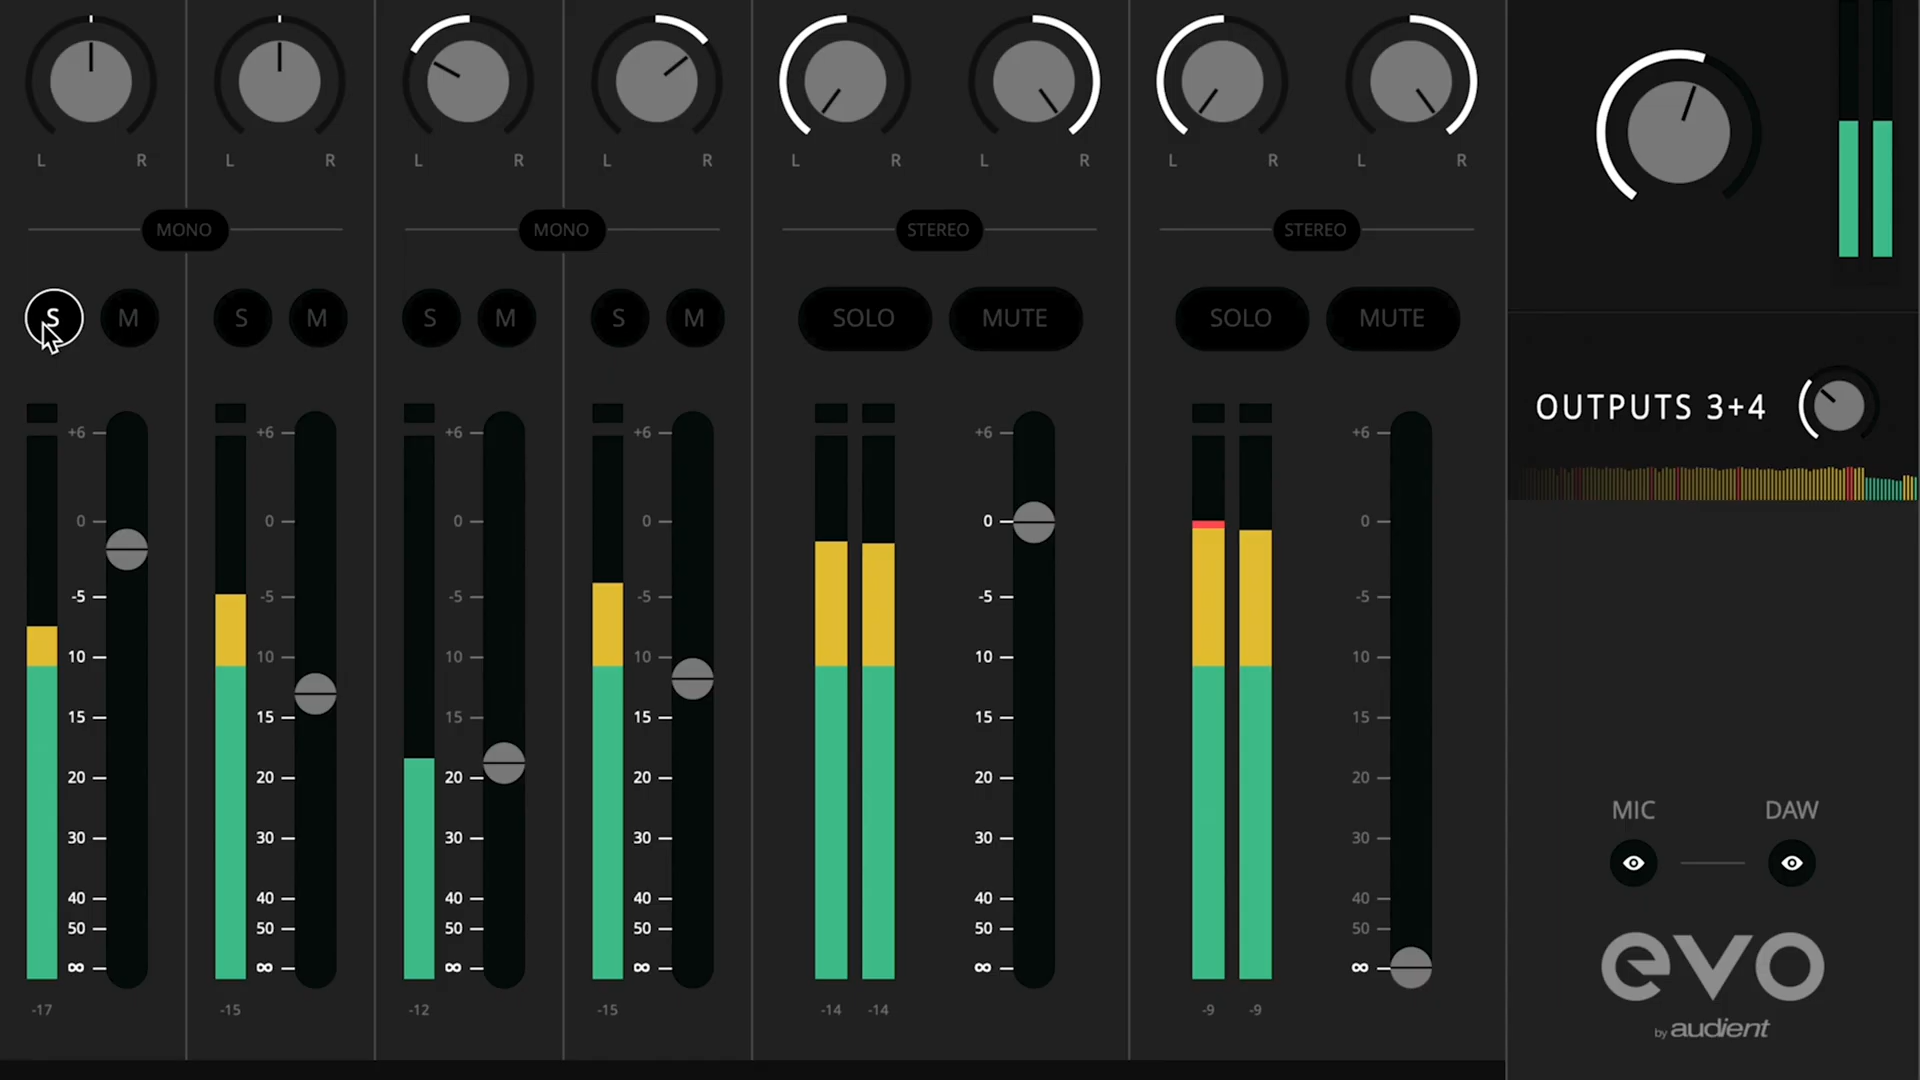 L R L R L R L R L R L R L R L R
MONO MONO STEREO STEREO
S M S M S M S M SOLO MUTE SOLO MUTE
OUTPUTS 3+4
+6 +6 +6 +6 +6 +6
0 0 0 0 0 0
-5 -5 -5 -5 -5 -5
10 10 10 10 10 10
15 15 15 15 15 15
20 20 20 20 20 20
MIC DAW
30 30 30 30 30 30
40 40 40 40 40 40
50 50 50 50 50 50
∞ ∞ ∞ ∞ ∞ ∞
evo
-17 -15 -12 -15 -14 -14 -9 -9
by audient